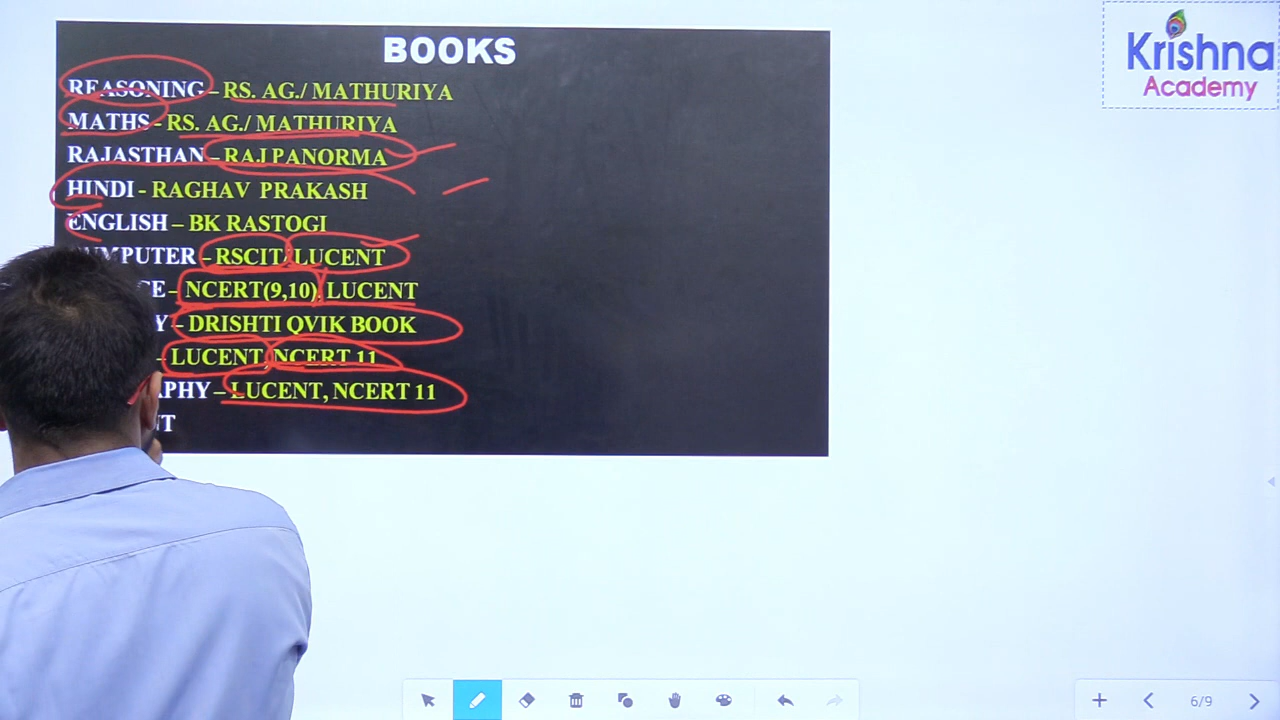 BOOKS
Krishna
Academy
REASONING - RS. AG./ MATHURIYA
MATHS - RS. AG./ MATHURIYA
RAJASTHAN - RAJ PANORMA
HINDI - RAGHAV PRAKASH
ENGLISH - BK RASTOGI
PUTER - RSCIT/ LUCENT
CE - NCERT(9,10), LUCENT
Y - DRISHTI QVIK BOOK
- LUCENT, NCERT 11
APHY - LUCENT, NCERT 11
NT
6/9